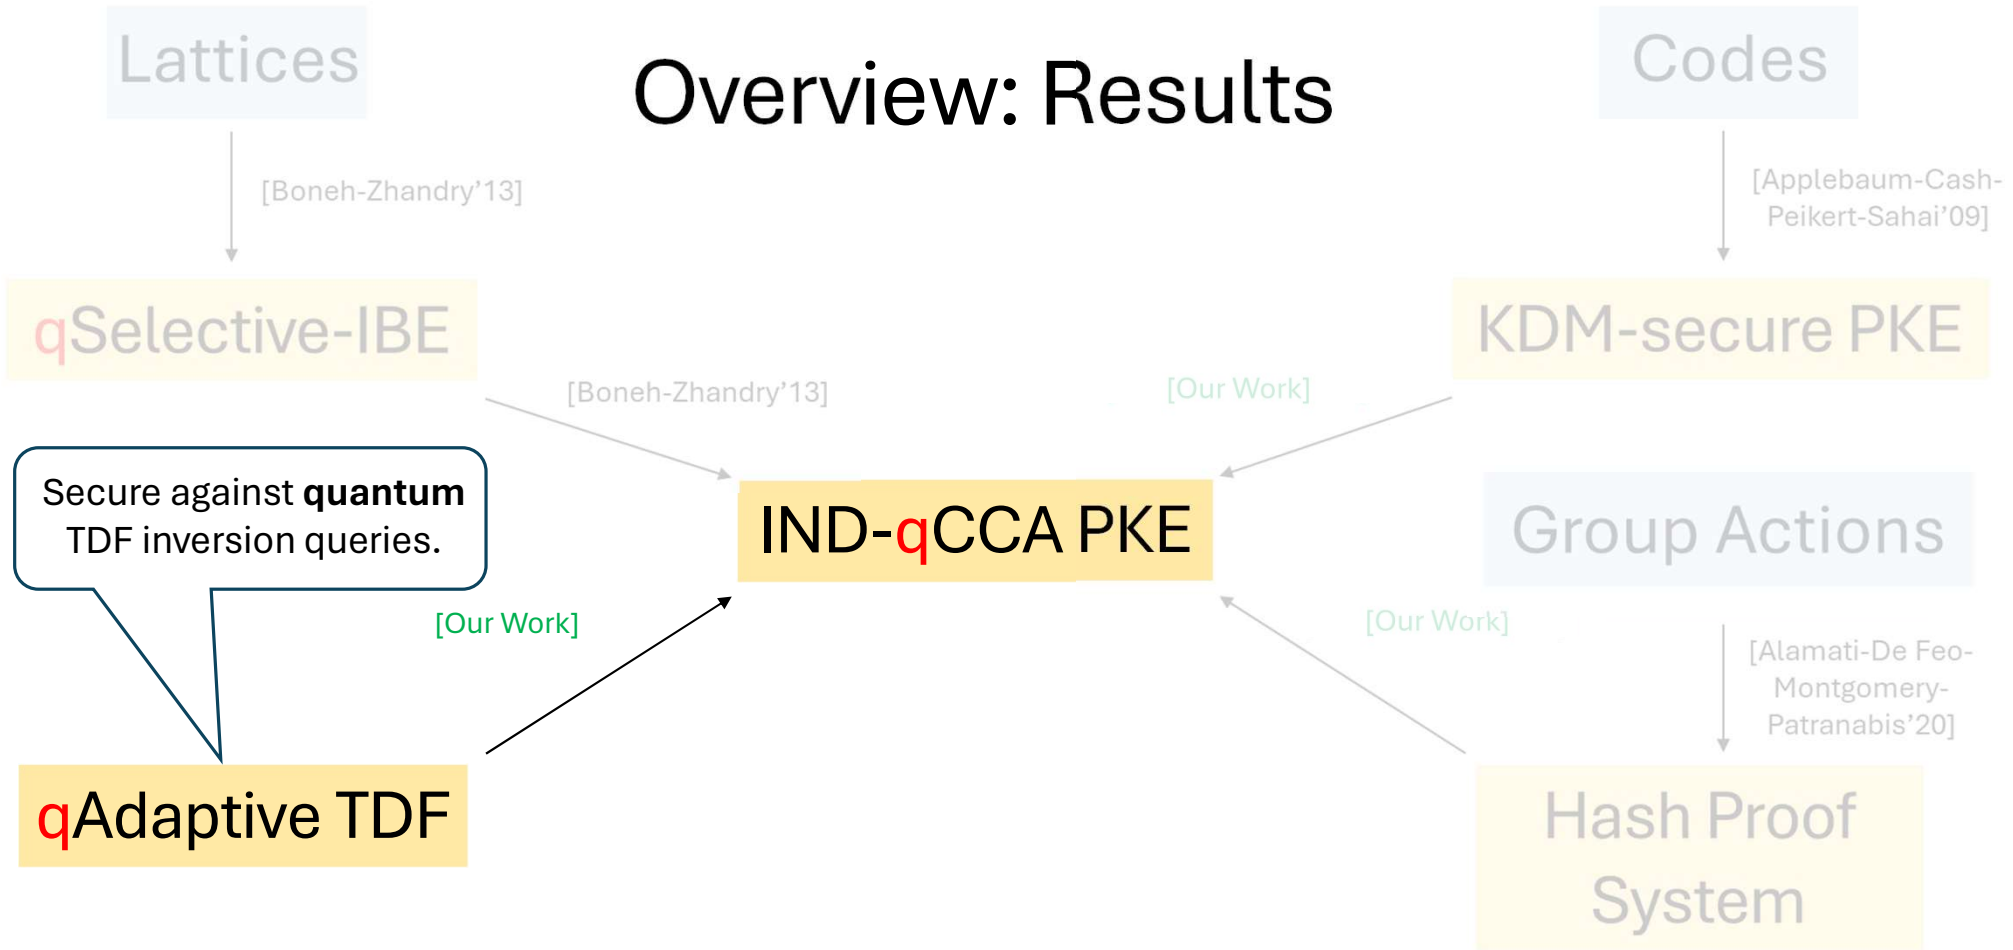 Overview: Results
Lattices
[Boneh-Zhandry’13]
qSelective-IBE
[Boneh-Zhandry’13]
Codes
[Applebaum-Cash-
Peikert-Sahai’09]
KDM-secure PKE
[Our Work]
Secure against quantum
TDF inversion queries.
IND-qCCA PKE
Group Actions
[Our Work]
[Our Work]
[Alamati-De Feo-
Montgomery-
Patranabis’20]
qAdaptive TDF
Hash Proof
System